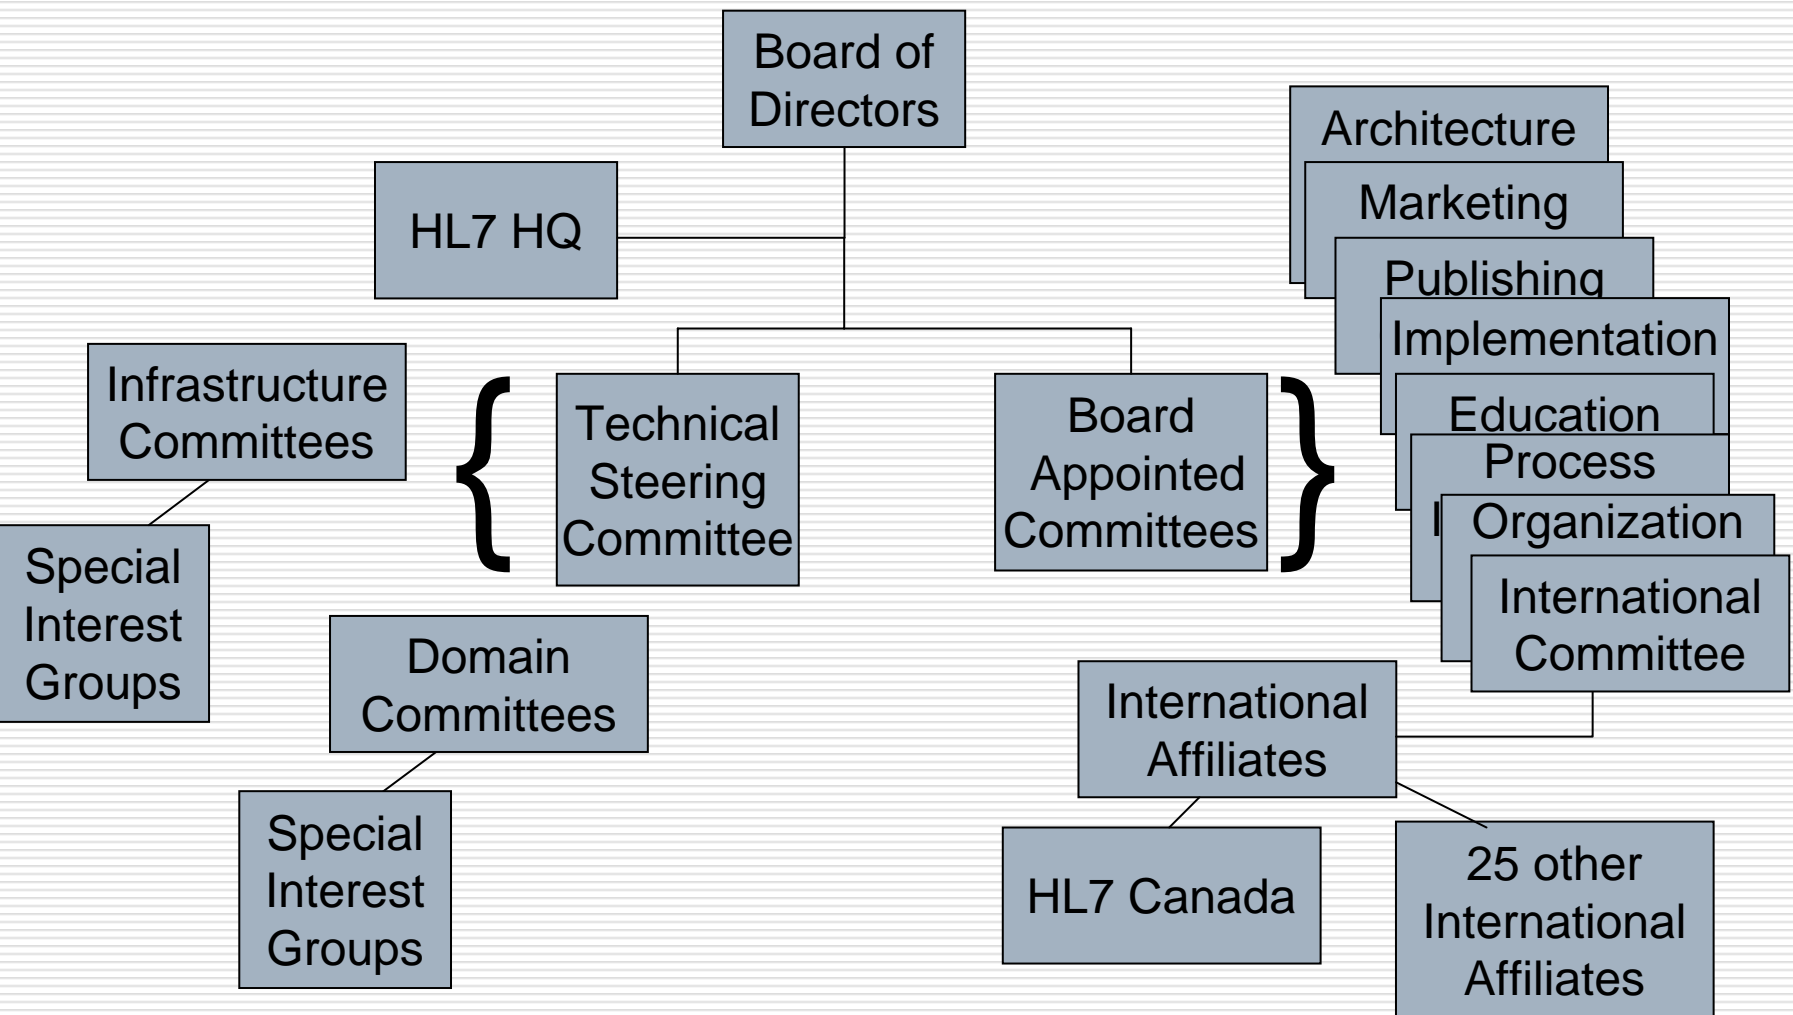 Board of
Directors
HL7 HQ
Architecture
Marketing
Publishing
Implementation
Education
Process
Organization
International
Committee
Infrastructure
Committees
Technical
Steering
Committee
Board
Appointed
Committees
Special
Interest
Groups
Domain
Committees
Special
Interest
Groups
International
Affiliates
HL7 Canada
25 other
International
Affiliates